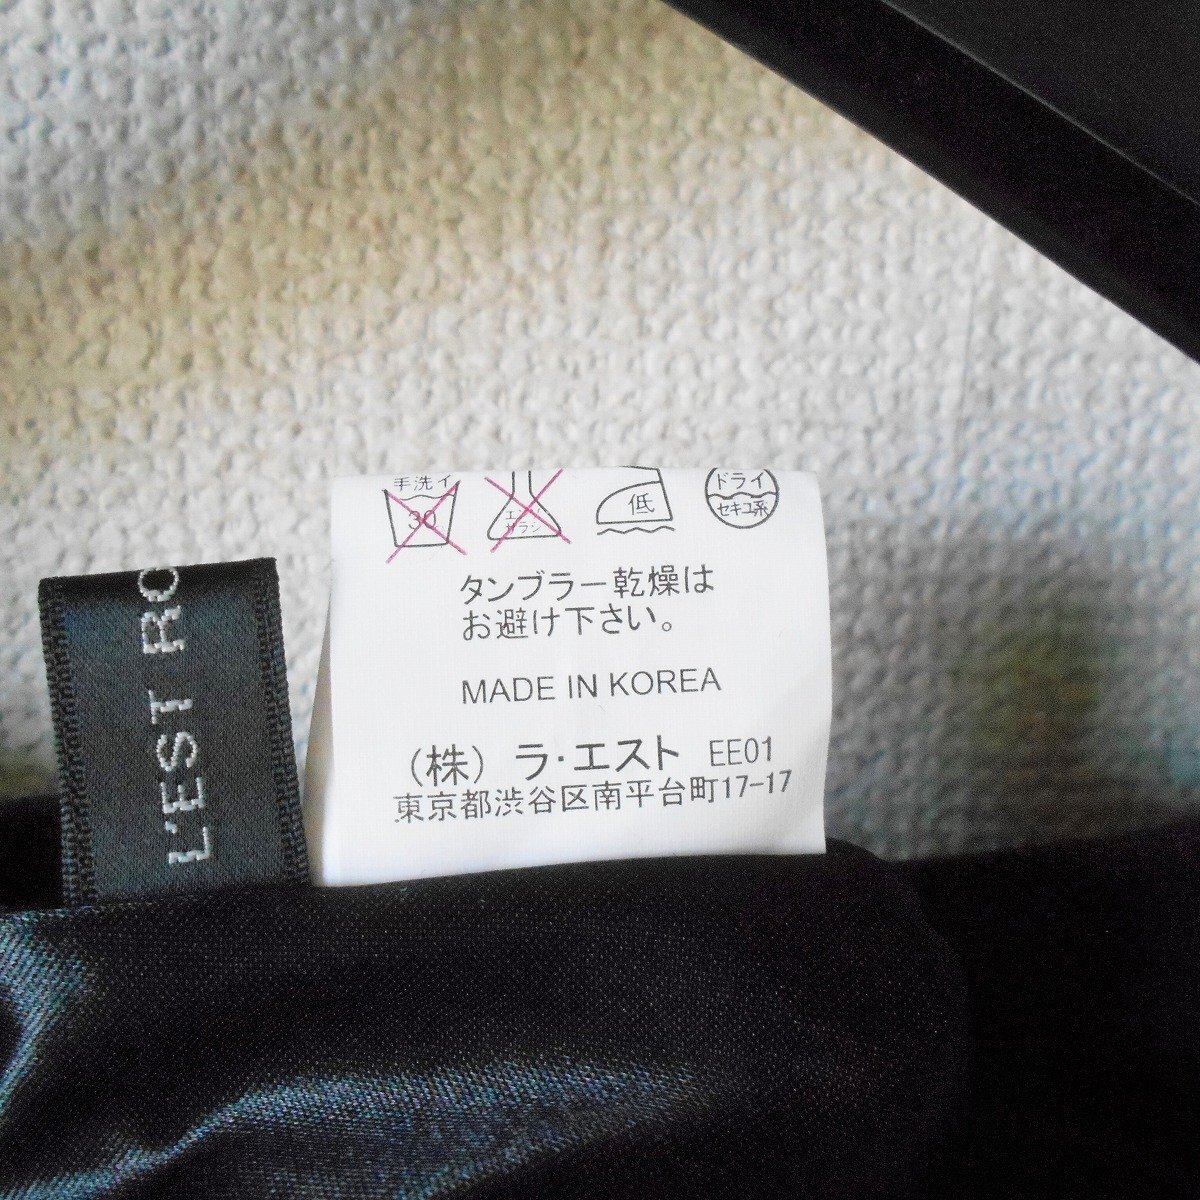 手洗イ
30
エンソ
サラシ
低
ドライ
セキユ系
タンブラー乾燥は
お避け下さい。
MADE IN KOREA
(株) ラ・エスト EE01
東京都渋谷区南平台町17-17
L'EST RO